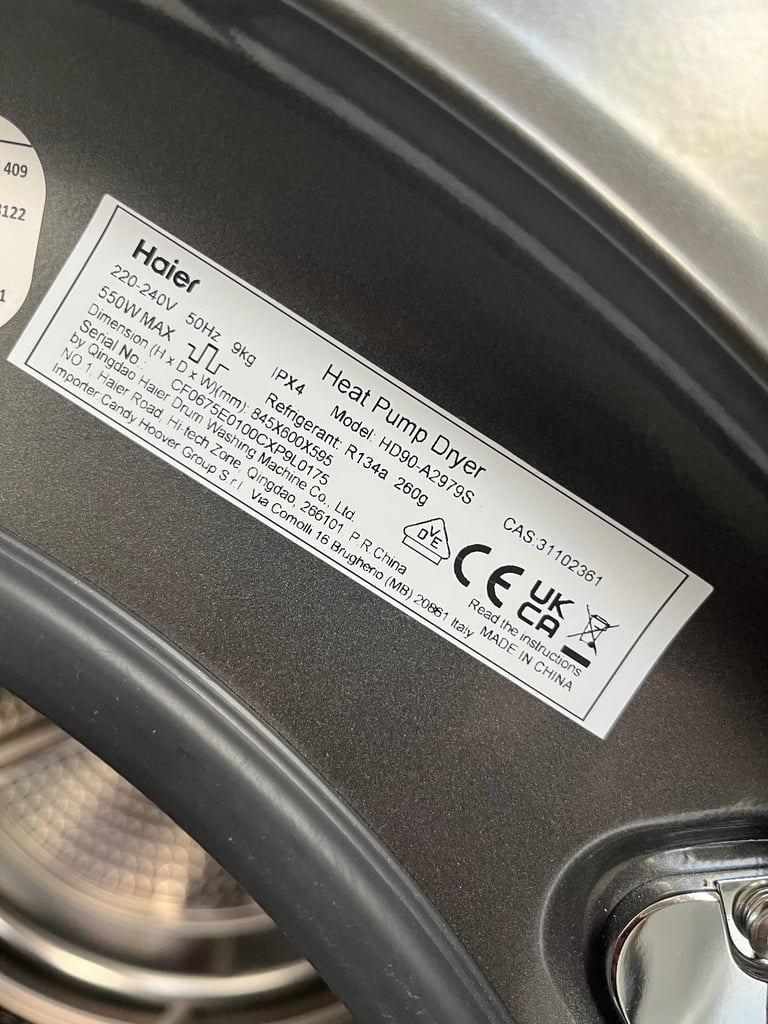 409
3122
1
Haier
Heat Pump Dryer
220-240V 50Hz 9kg IPX4 Model: HD90-A2979S CAS:31102361
550W MAX Refrigerant: R134a 260g
Dimension (H x D x W)(mm): 845X600X595
Serial No: CF0675E0100CXP9L0175
by Qingdao Haier Drum Washing Machine Co., Ltd.
NO 1. Haier Road, Hi-tech Zone, Qingdao, 266101, P.R.China
Importer Candy Hoover Group S.r.l Via Comolli 16 Brugherio (MB) 20861 Italy
DVE
CE
UK
CA
Read the instructions
MADE IN CHINA